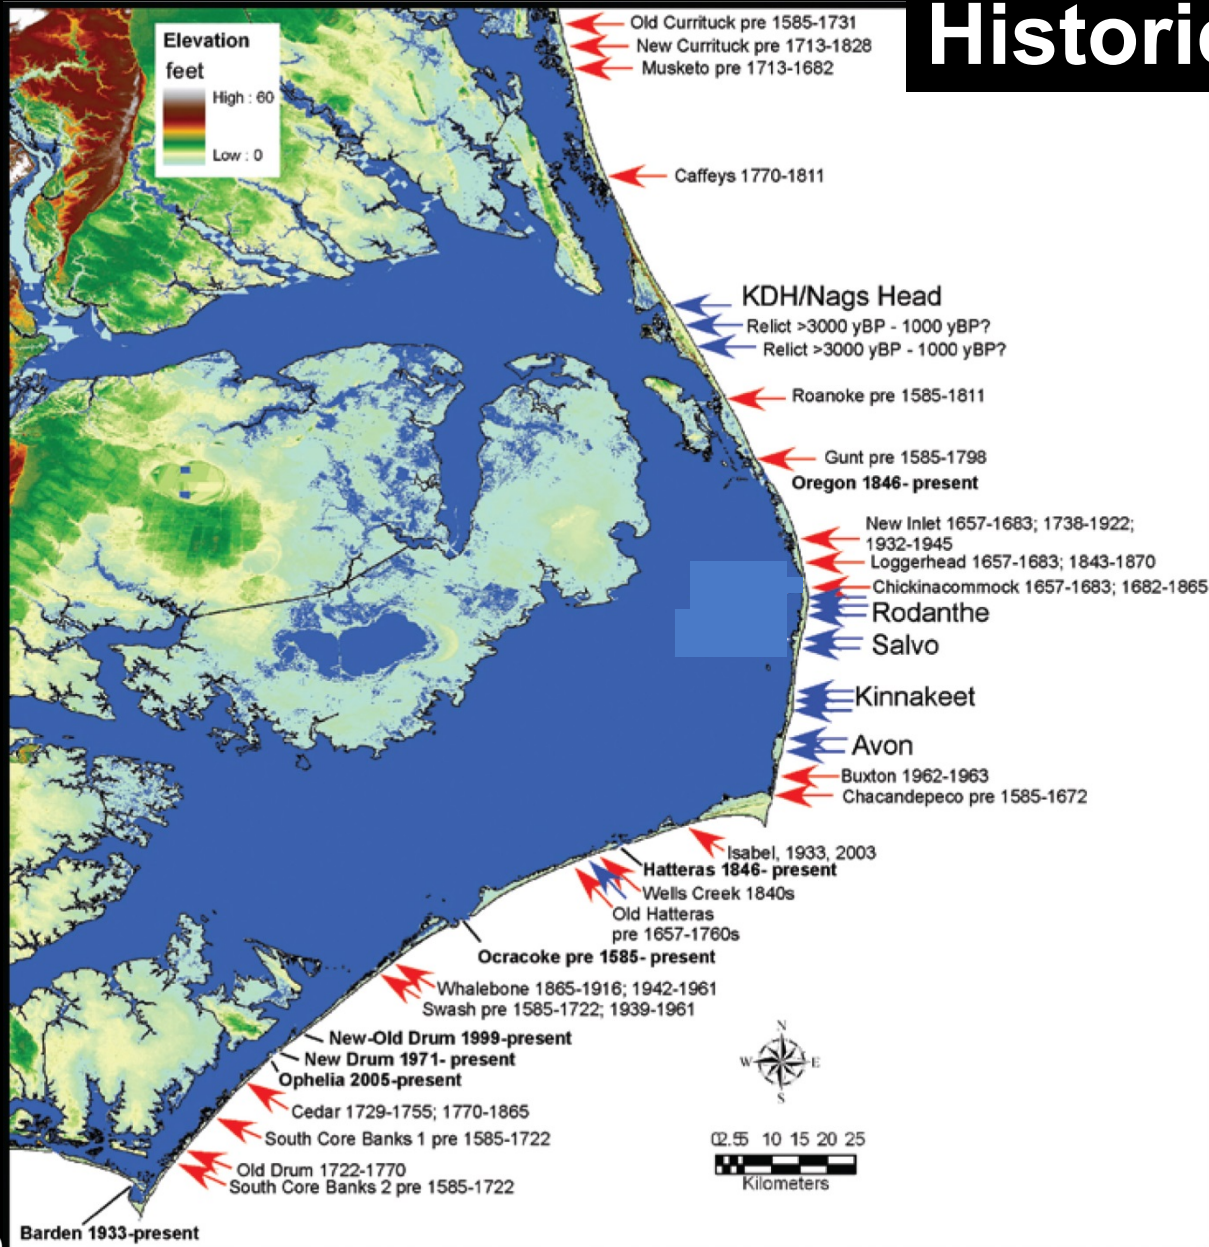 Historic
Elevation
feet
High : 60
Low : 0
Old Currituck pre 1585-1731
New Currituck pre 1713-1828
Musketo pre 1713-1682
Caffeys 1770-1811
KDH/Nags Head
Relict >3000 yBP - 1000 yBP?
Relict >3000 yBP - 1000 yBP?
Roanoke pre 1585-1811
Gunt pre 1585-1798
Oregon 1846- present
New Inlet 1657-1683; 1738-1922;
1932-1945
Loggerhead 1657-1683; 1843-1870
Chickinacommock 1657-1683; 1682-1865
Rodanthe
Salvo
Kinnakeet
Avon
Buxton 1962-1963
Chacandepeco pre 1585-1672
Isabel, 1933, 2003
Hatteras 1846- present
Wells Creek 1840s
Old Hatteras
pre 1657-1760s
Ocracoke pre 1585- present
Whalebone 1865-1916; 1942-1961
Swash pre 1585-1722; 1939-1961
New-Old Drum 1999-present
New Drum 1971- present
Ophelia 2005-present
Cedar 1729-1755; 1770-1865
South Core Banks 1 pre 1585-1722
Old Drum 1722-1770
South Core Banks 2 pre 1585-1722
Barden 1933-present
N
W E
S
0 2.5 5 10 15 20 25
Kilometers